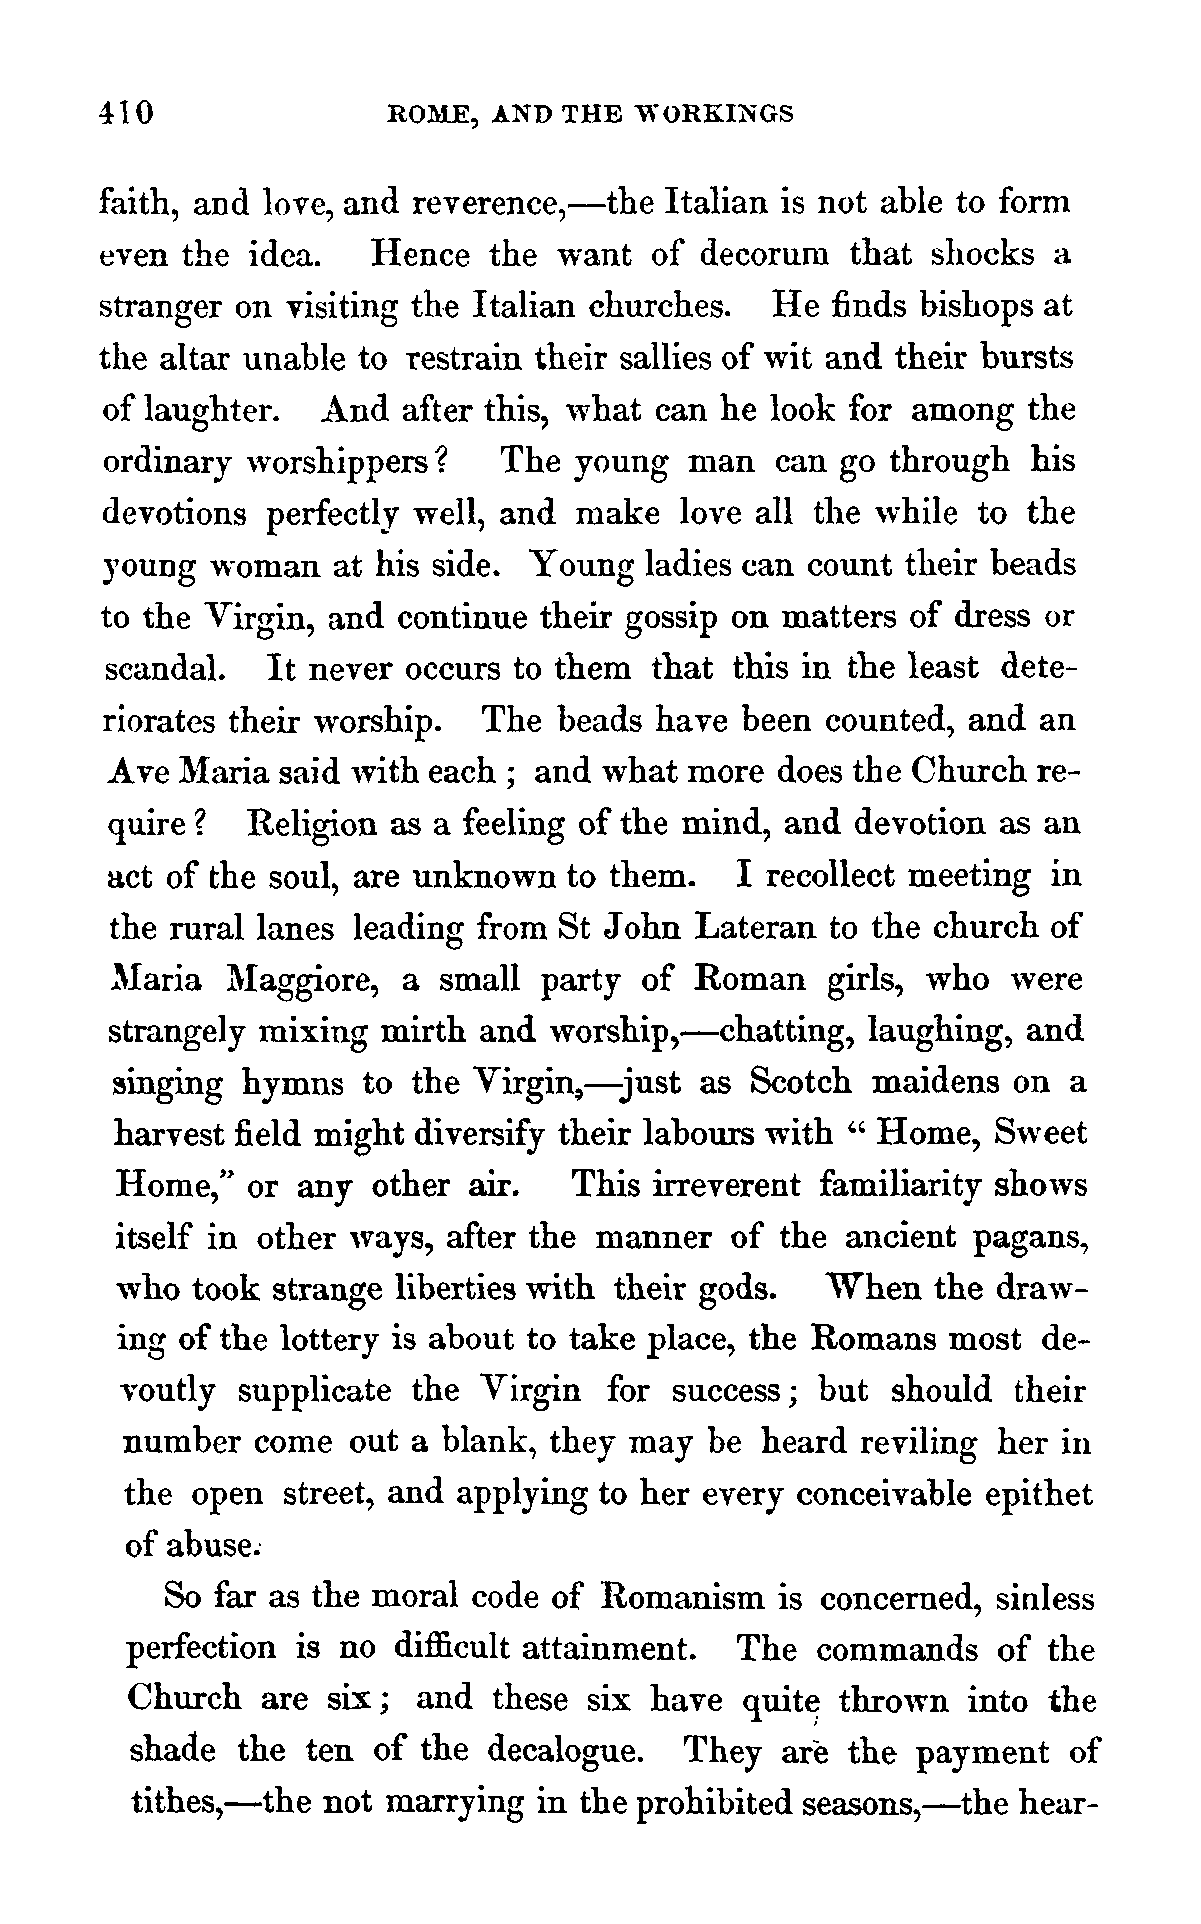 410 ROME, AND THE WORKINGS
faith, and love, and reverence,—the Italian is not able to form
even the idea. Hence the want of decorum that shocks a
stranger on visiting the Italian churches. He finds bishops at
the altar unable to restrain their sallies of wit and their bursts
of laughter. And after this, what can he look for among the
ordinary worshippers? The young man can go through his
devotions perfectly well, and make love all the while to the
young woman at his side. Young ladies can count their beads
to the Virgin, and continue their gossip on matters of dress or
scandal. It never occurs to them that this in the least dete-
riorates their worship. The beads have been counted, and an
Ave Maria said with each; and what more does the Church re-
quire? Religion as a feeling of the mind, and devotion as an
act of the soul, are unknown to them. I recollect meeting in
the rural lanes leading from St John Lateran to the church of
Maria Maggiore, a small party of Roman girls, who were
strangely mixing mirth and worship,—chatting, laughing, and
singing hymns to the Virgin,—just as Scotch maidens on a
harvest field might diversify their labours with “Home, Sweet
Home,” or any other air. This irreverent familiarity shows
itself in other ways, after the manner of the ancient pagans,
who took strange liberties with their gods. When the draw-
ing of the lottery is about to take place, the Romans most de-
voutly supplicate the Virgin for success; but should their
number come out a blank, they may be heard reviling her in
the open street, and applying to her every conceivable epithet
of abuse.
So far as the moral code of Romanism is concerned, sinless
perfection is no difficult attainment. The commands of the
Church are six; and these six have quite thrown into the
shade the ten of the decalogue. They are the payment of
tithes,—the not marrying in the prohibited seasons,—the hear-